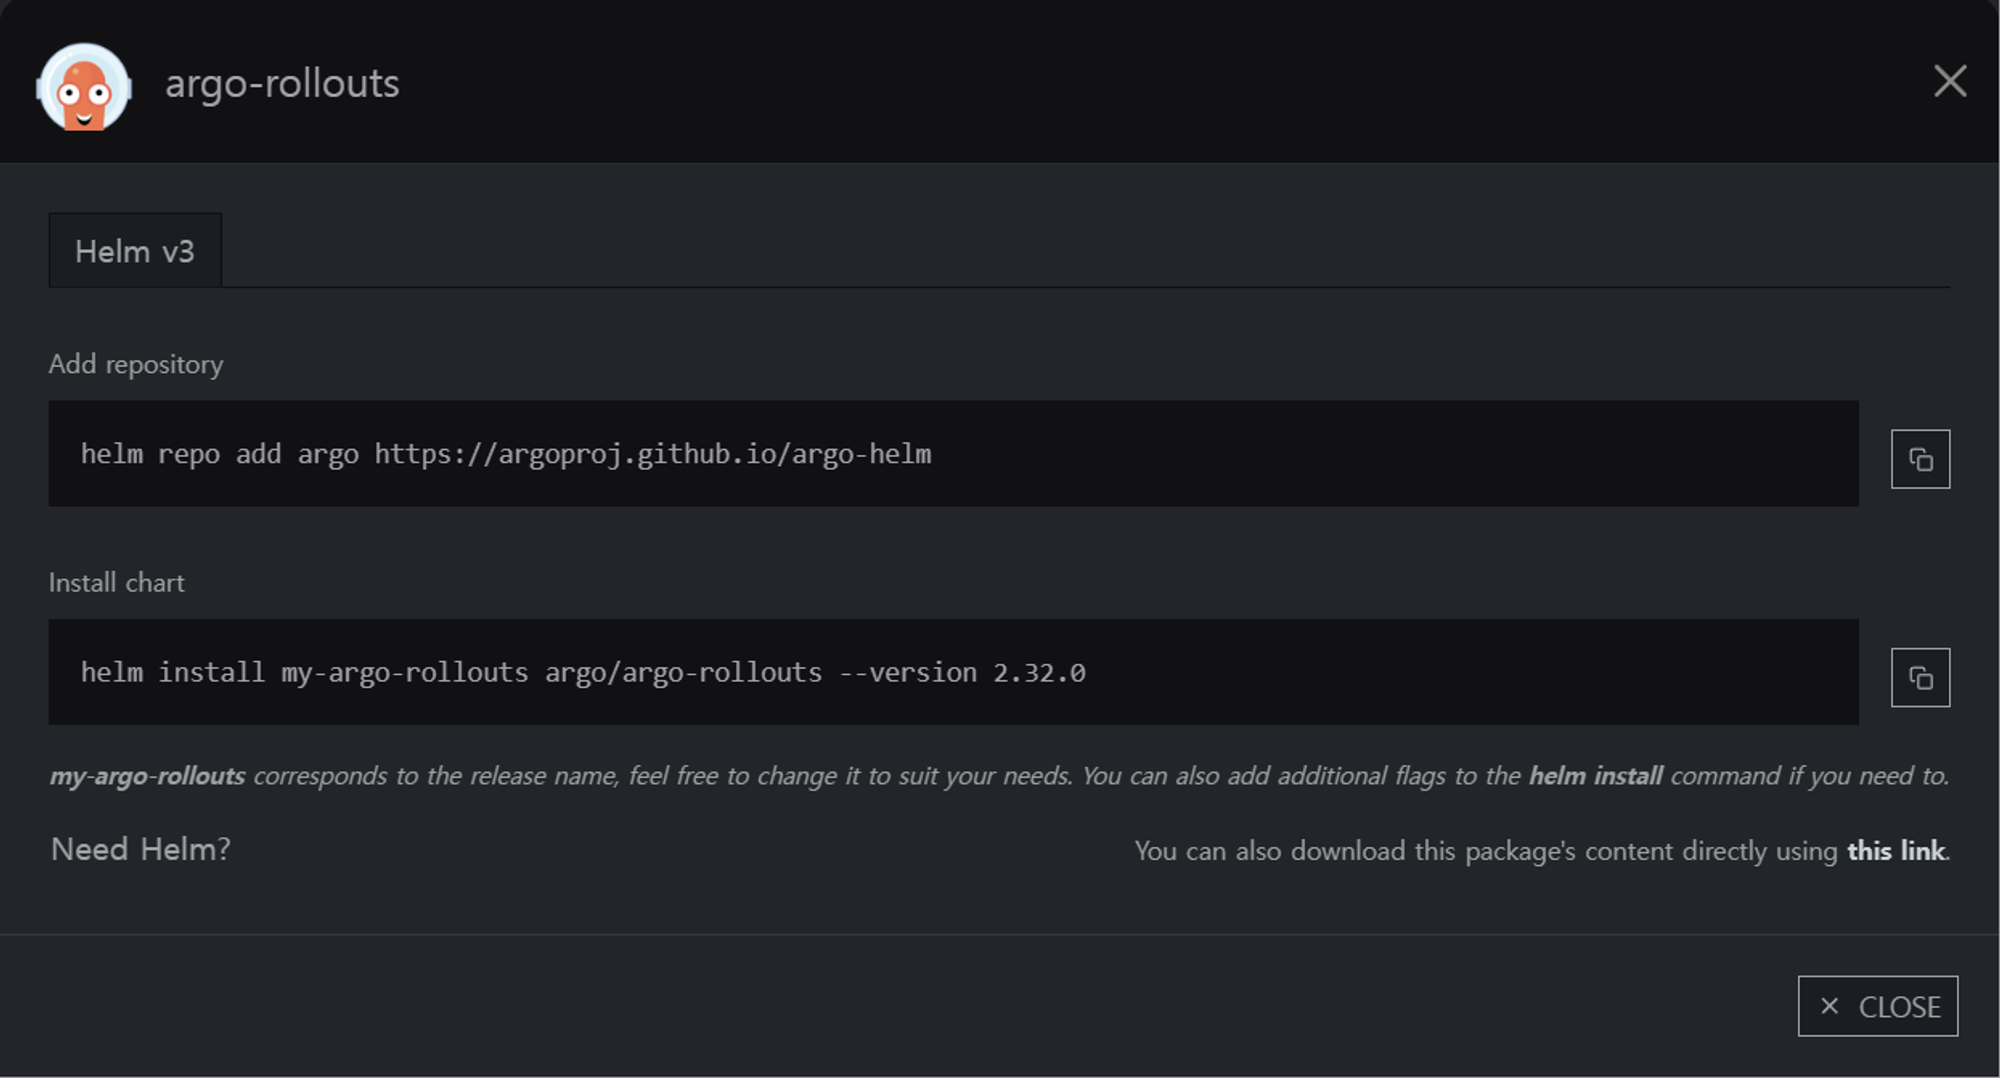 argo-rollouts
Helm v3
Add repository
helm repo add argo https://argoproj.github.io/argo-helm
Install chart
helm install my-argo-rollouts argo/argo-rollouts --version 2.32.0
my-argo-rollouts corresponds to the release name, feel free to change it to suit your needs. You can also add additional flags to the helm install command if you need to.
Need Helm?
You can also download this package's content directly using this link.
CLOSE